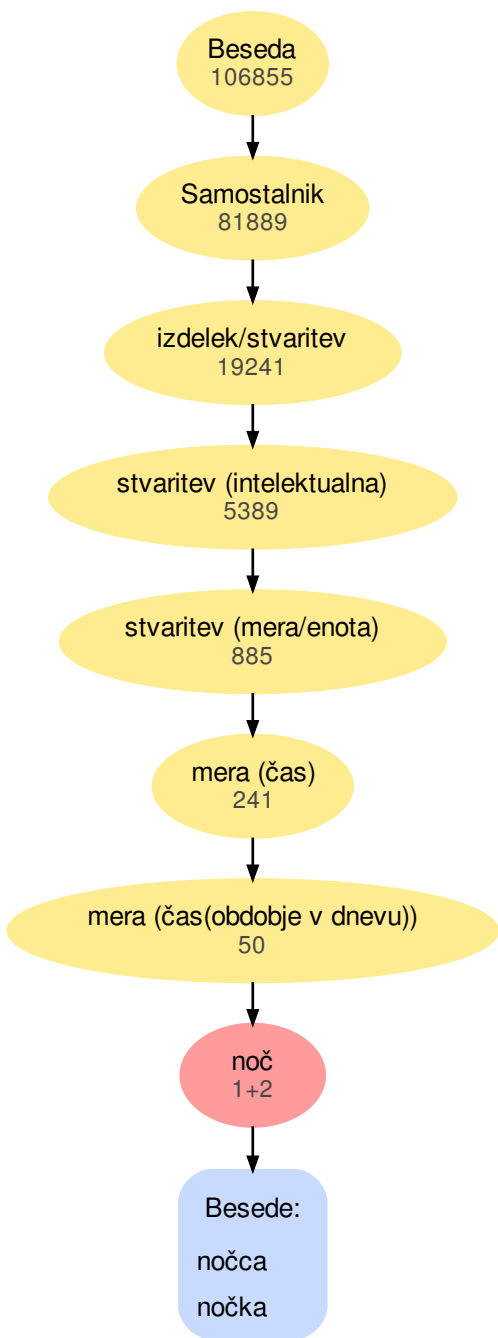 Beseda
106855
Samostalnik
81889
izdelek/stvaritev
19241
stvaritev (intelektualna)
5389
stvaritev (mera/enota)
885
mera (čas)
241
mera (čas(obdobje v dnevu))
50
noč
1+2
Besede:
nočca
nočka